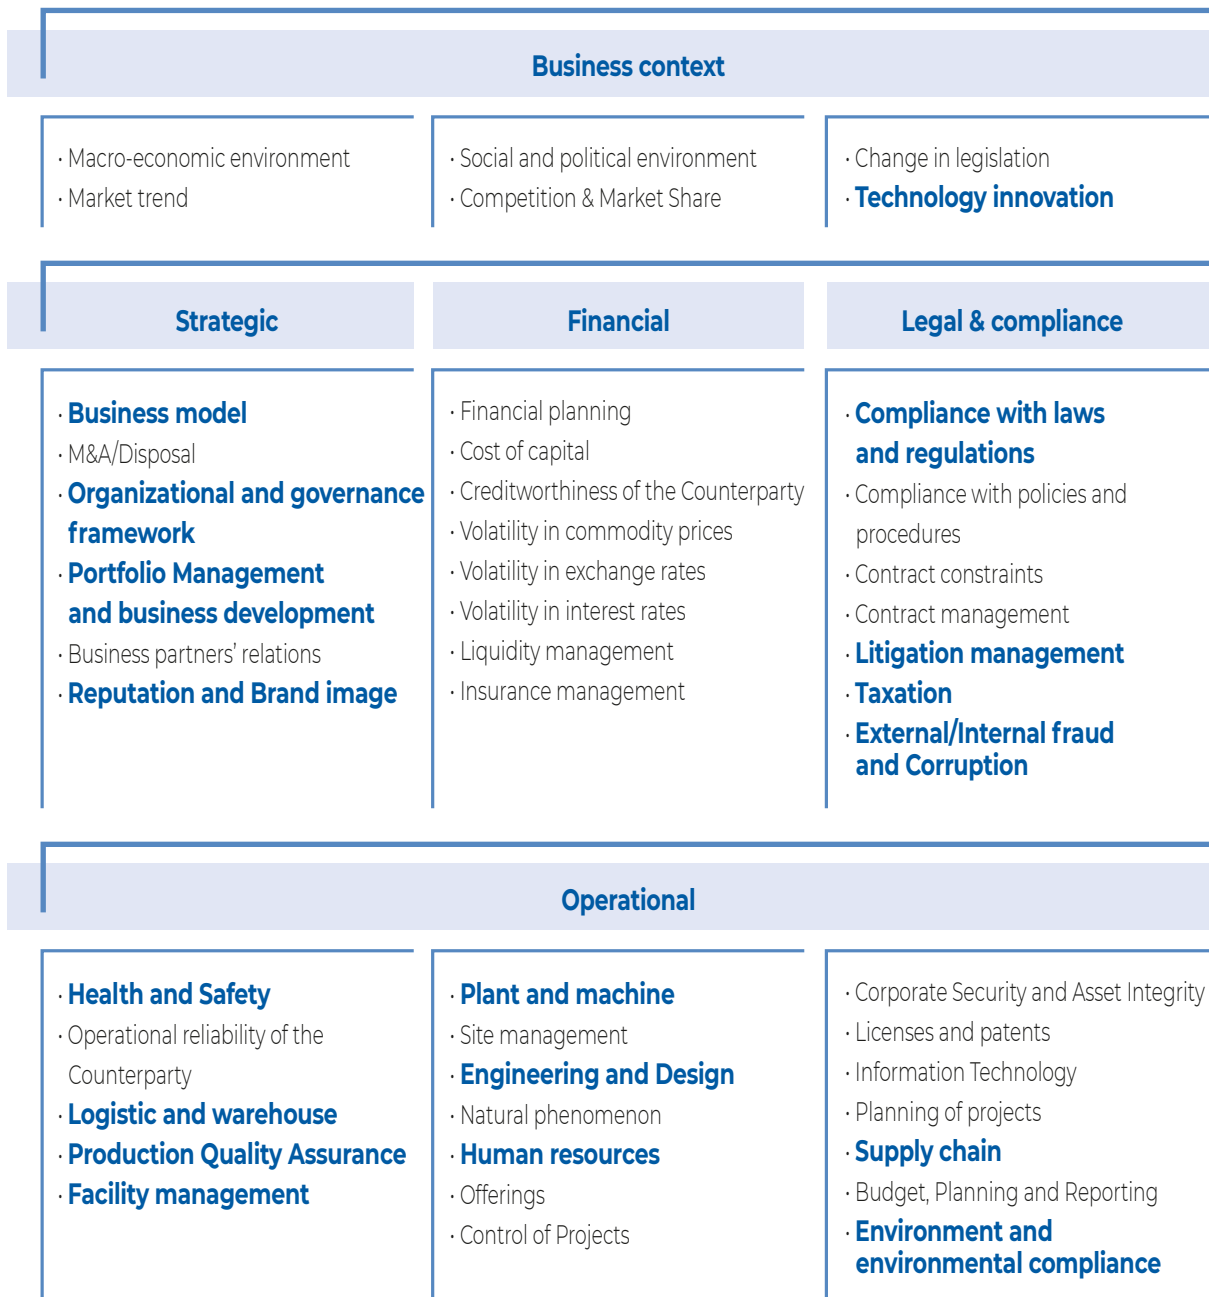 Business context
· Macro-economic environment
· Market trend
· Social and political environment
· Competition & Market Share
· Change in legislation
· Technology innovation
Strategic
· Business model
· M&A/Disposal
· Organizational and governance
framework
· Portfolio Management
and business development
· Business partners’ relations
· Reputation and Brand image
Financial
· Financial planning
· Cost of capital
· Creditworthiness of the Counterparty
· Volatility in commodity prices
· Volatility in exchange rates
· Volatility in interest rates
· Liquidity management
· Insurance management
Legal & compliance
· Compliance with laws
and regulations
· Compliance with policies and
procedures
· Contract constraints
· Contract management
· Litigation management
· Taxation
· External/Internal fraud
and Corruption
Operational
· Health and Safety
· Operational reliability of the
Counterparty
· Logistic and warehouse
· Production Quality Assurance
· Facility management
· Plant and machine
· Site management
· Engineering and Design
· Natural phenomenon
· Human resources
· Offerings
· Control of Projects
· Corporate Security and Asset Integrity
· Licenses and patents
· Information Technology
· Planning of projects
· Supply chain
· Budget, Planning and Reporting
· Environment and
environmental compliance